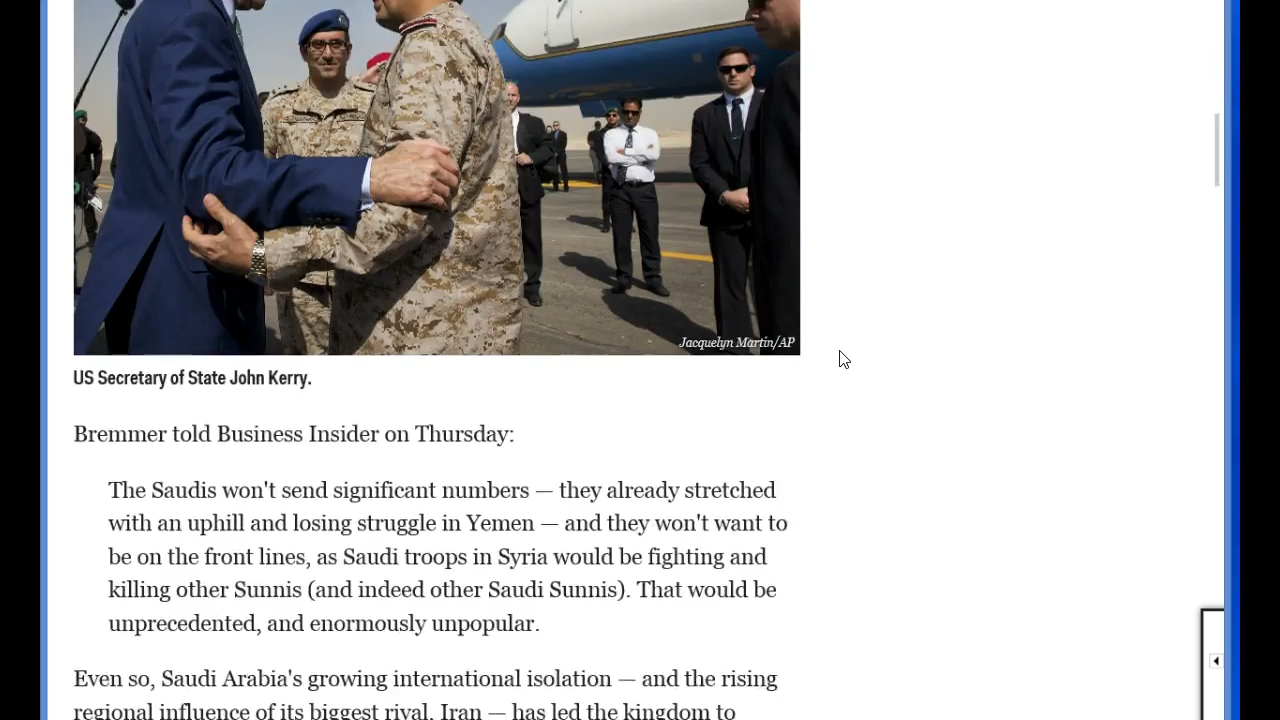 Jacquelyn Martin/AP
US Secretary of State John Kerry.
Bremmer told Business Insider on Thursday:
The Saudis won't send significant numbers — they already stretched
with an uphill and losing struggle in Yemen — and they won't want to
be on the front lines, as Saudi troops in Syria would be fighting and
killing other Sunnis (and indeed other Saudi Sunnis). That would be
unprecedented, and enormously unpopular.
Even so, Saudi Arabia's growing international isolation — and the rising
regional influence of its biggest rival, Iran — has led the kingdom to